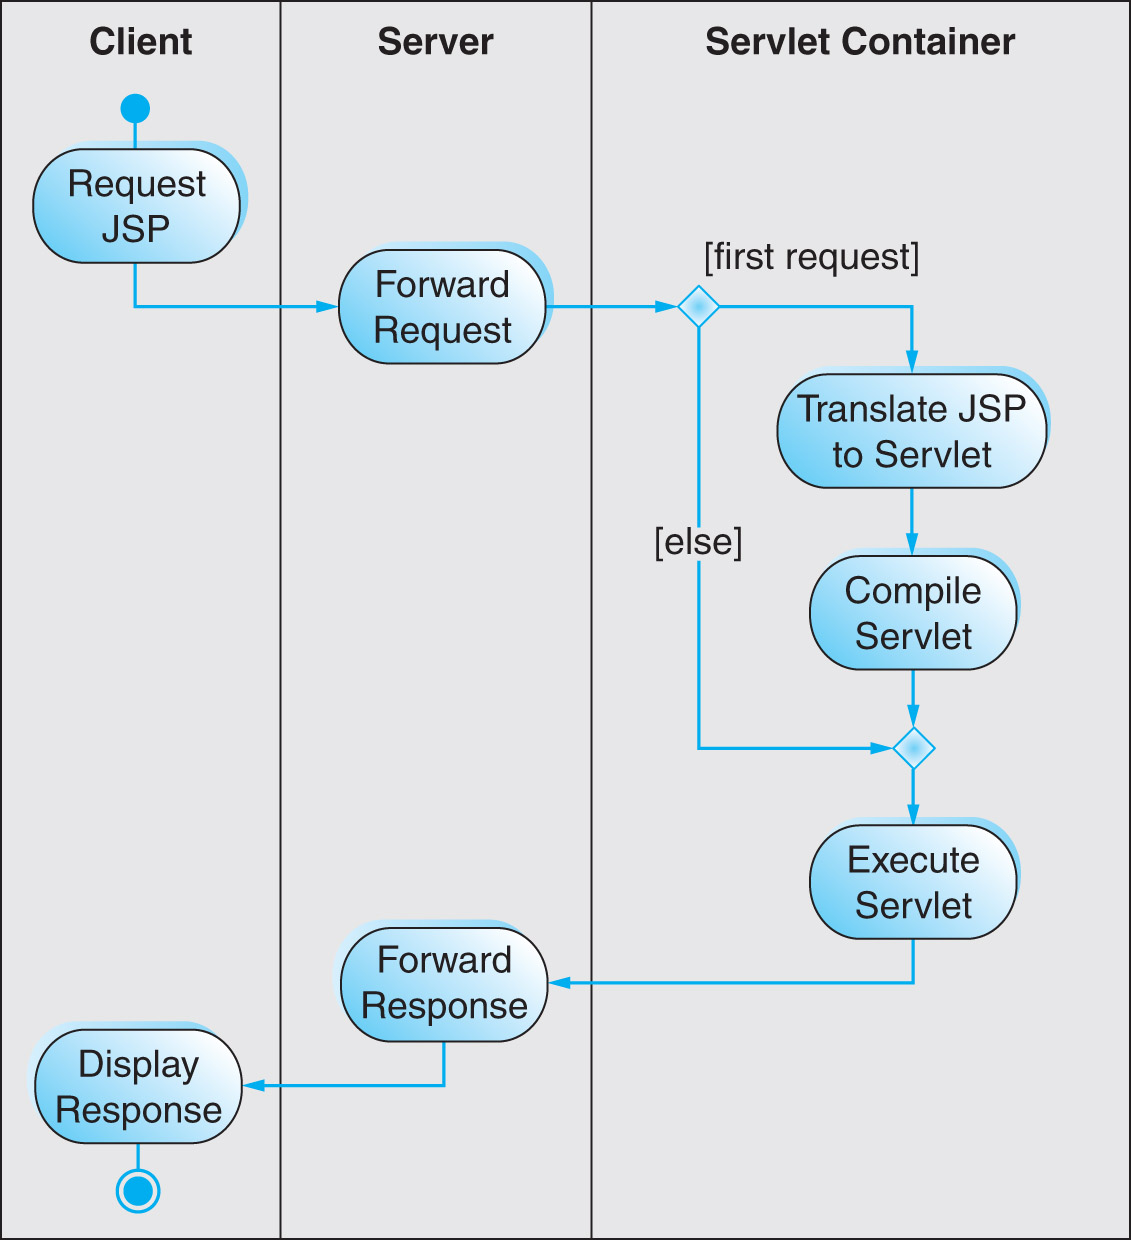 Client
Server
Servlet Container
Request
JSP
Forward
Request
[first request]
Translate JSP
to Servlet
[else]
Compile
Servlet
Execute
Servlet
Forward
Response
Display
Response